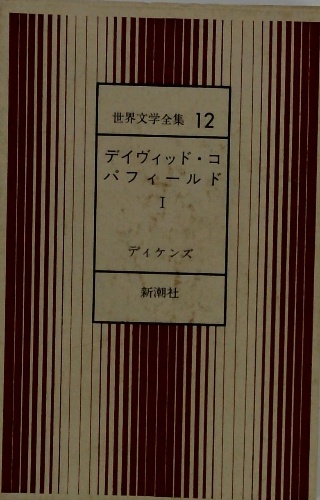 世界文学全集 12
デイヴィッド・コ
パフィールド
I
ディケンズ
新潮社